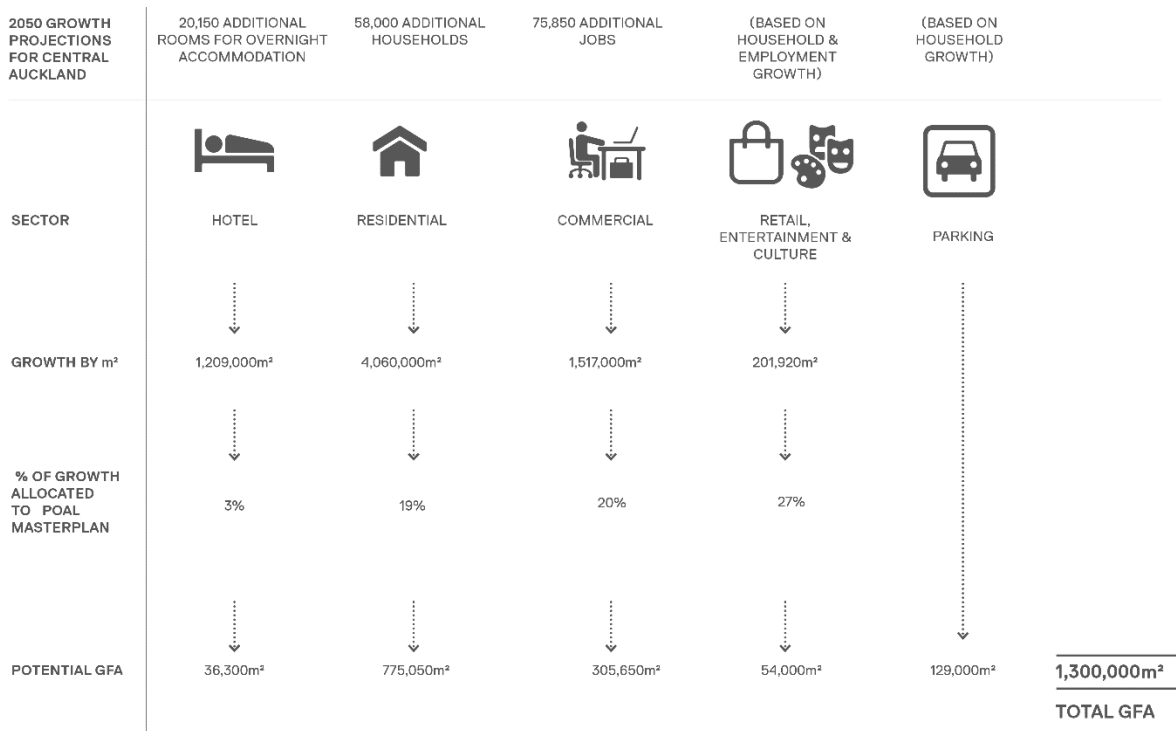 2050 GROWTH
PROJECTIONS
FOR CENTRAL
AUCKLAND
20,150 ADDITIONAL
ROOMS FOR OVERNIGHT
ACCOMMODATION
58,000 ADDITIONAL
HOUSEHOLDS
75,850 ADDITIONAL
JOBS
(BASED ON
HOUSEHOLD &
EMPLOYMENT
GROWTH)
(BASED ON
HOUSEHOLD
GROWTH)
SECTOR
HOTEL
RESIDENTIAL
COMMERCIAL
RETAIL,
ENTERTAINMENT &
CULTURE
PARKING
GROWTH BY m²
1,209,000m²
4,060,000m²
1,517,000m²
201,920m²
% OF GROWTH
ALLOCATED
TO POAL
MASTERPLAN
3%
19%
20%
27%
POTENTIAL GFA
36,300m²
775,050m²
305,650m²
54,000m²
129,000m²
1,300,000m²
TOTAL GFA